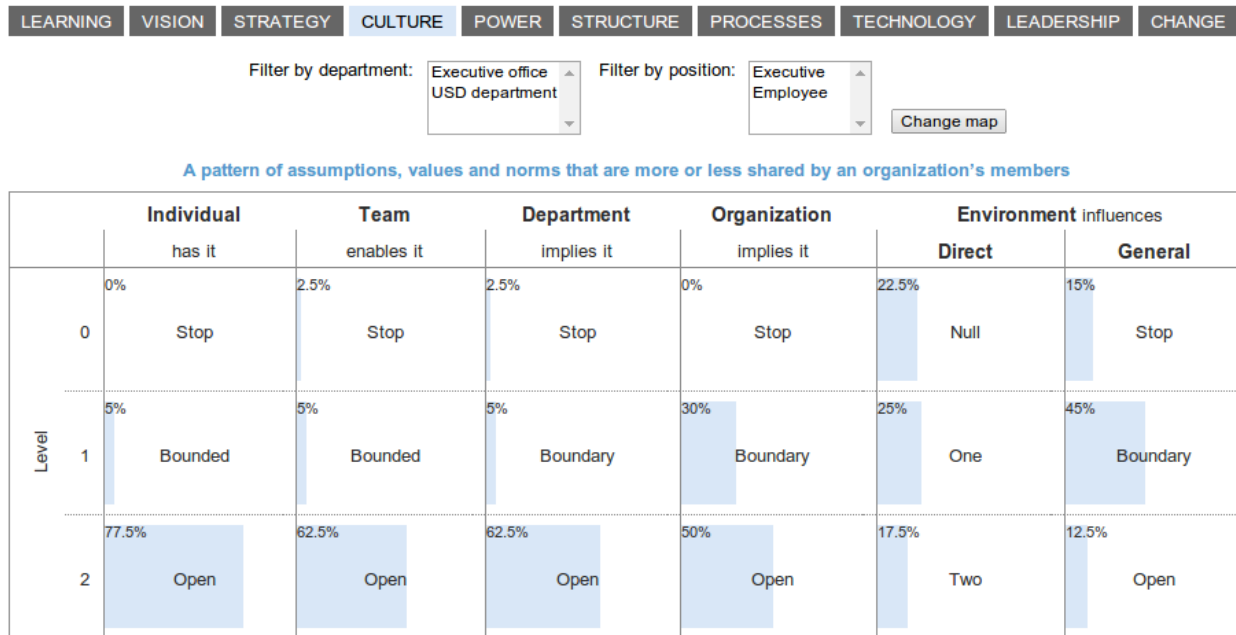 LEARNING VISION STRATEGY CULTURE POWER STRUCTURE PROCESSES TECHNOLOGY LEADERSHIP CHANGE
Filter by department: Executive office Filter by position: Executive
USD department Employee
Change map
A pattern of assumptions, values and norms that are more or less shared by an organization's members
Individual Team Department Organization Environment influences
has it enables it implies it implies it Direct General
0% 2.5% 2.5% 0% 22.5% 15%
0 Stop Stop Stop Stop Null Stop
5% 5% 5% 30% 25% 45%
Level 1 Bounded Bounded Boundary Boundary One Boundary
77.5% 62.5% 62.5% 50% 17.5% 12.5%
2 Open Open Open Open Two Open